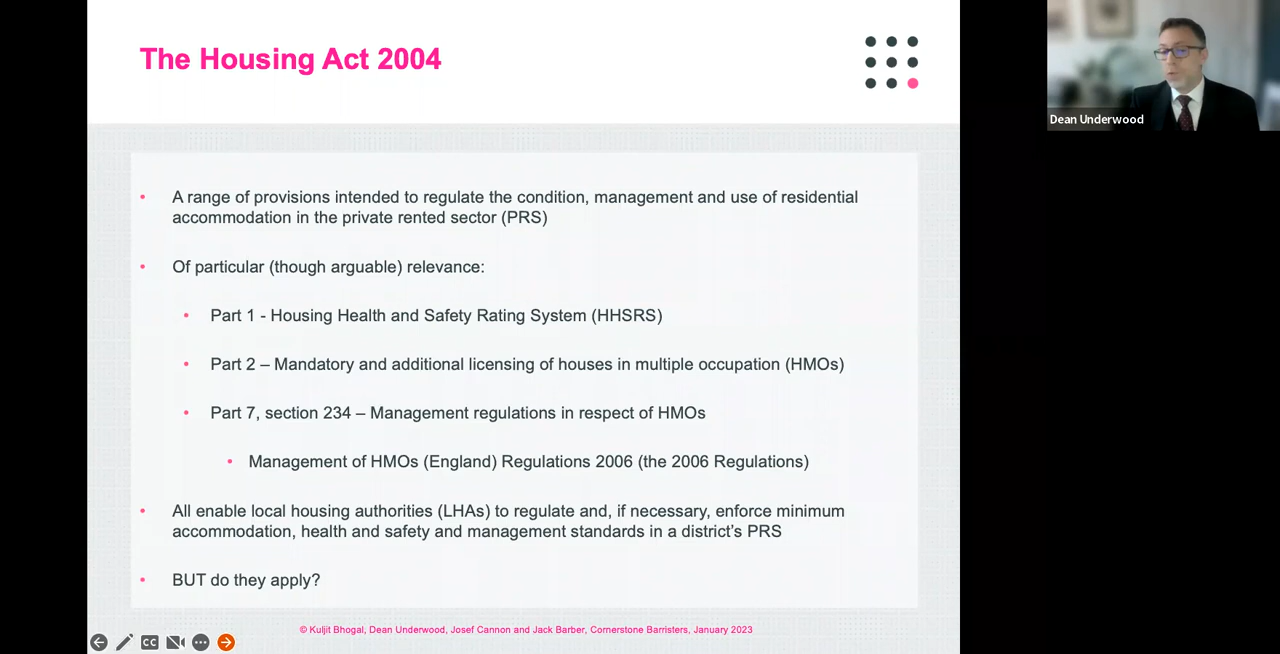 The Housing Act 2004
Dean Underwood
• A range of provisions intended to regulate the condition, management and use of residential
accommodation in the private rented sector (PRS)
• Of particular (though arguable) relevance:
• Part 1 - Housing Health and Safety Rating System (HHSRS)
• Part 2 – Mandatory and additional licensing of houses in multiple occupation (HMOs)
• Part 7, section 234 – Management regulations in respect of HMOs
• Management of HMOs (England) Regulations 2006 (the 2006 Regulations)
• All enable local housing authorities (LHAs) to regulate and, if necessary, enforce minimum
accommodation, health and safety and management standards in a district’s PRS
• BUT do they apply?
© Kuljit Bhogal, Dean Underwood, Josef Cannon and Jack Barber, Cornerstone Barristers, January 2023
CC